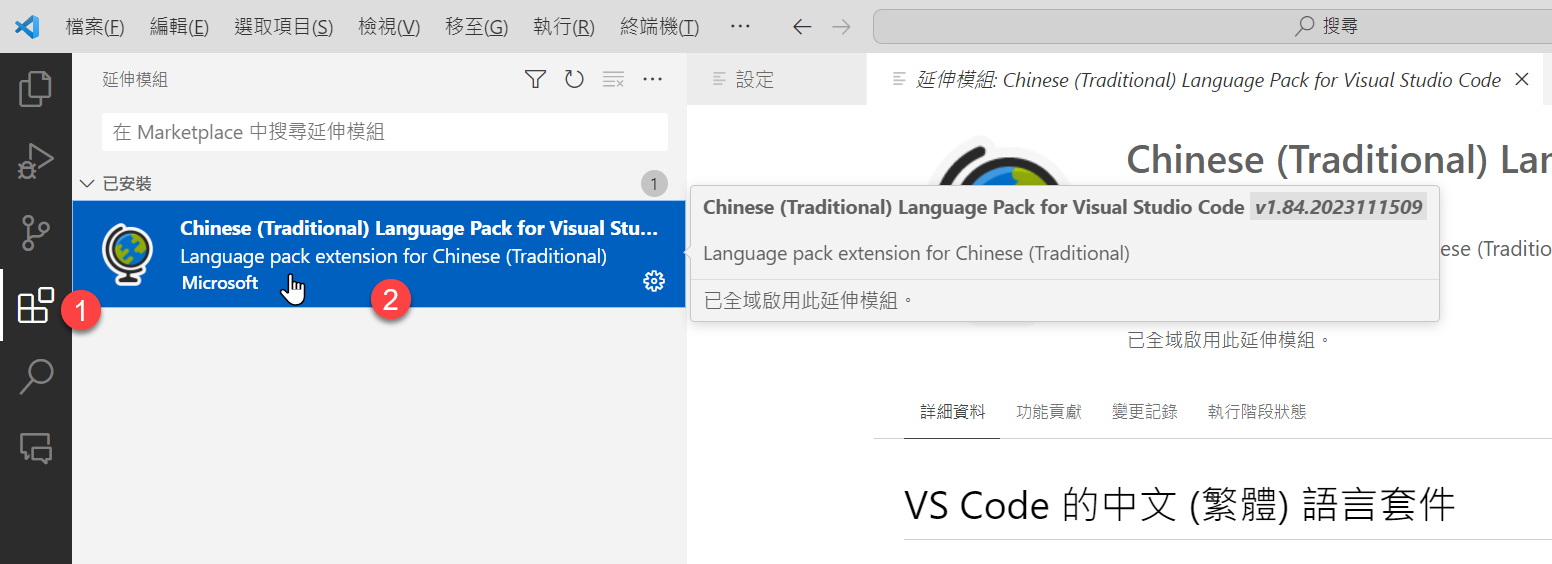 檔案(F) 編輯(E) 選取項目(S) 檢視(V) 移至(G) 執行(R) 終端機(T) ··· 搜尋
延伸模組
在 Marketplace 中搜尋延伸模組
已安裝 1
Chinese (Traditional) Language Pack for Visual Stu...
Language pack extension for Chinese (Traditional)
Microsoft
1
2
設定
延伸模組: Chinese (Traditional) Language Pack for Visual Studio Code
Chinese (Traditional) Lan
Chinese (Traditional) Language Pack for Visual Studio Code v1.84.2023111509
Language pack extension for Chinese (Traditional)
已全域啟用此延伸模組。
ese (Traditio
已全域啟用此延伸模組。
詳細資料 功能貢獻 變更記錄 執行階段狀態
VS Code 的中文 (繁體) 語言套件